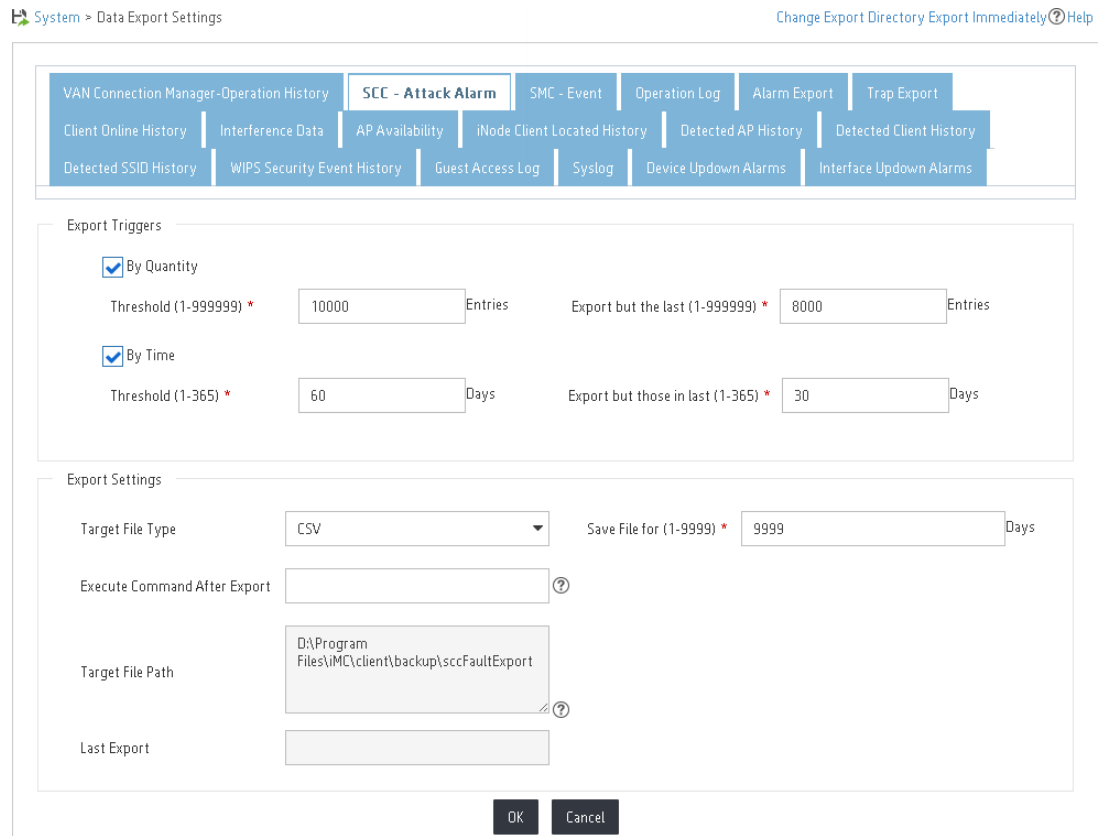 System > Data Export Settings
Change Export Directory Export Immediately ? Help
VAN Connection Manager-Operation History SCC - Attack Alarm SMC - Event Operation Log Alarm Export Trap Export
Client Online History Interference Data AP Availability iNode Client Located History Detected AP History Detected Client History
Detected SSID History WIPS Security Event History Guest Access Log Syslog Device Updown Alarms Interface Updown Alarms
Export Triggers
By Quantity
Threshold (1-999999) * 10000 Entries Export but the last (1-999999) * 8000 Entries
By Time
Threshold (1-365) * 60 Days Export but those in last (1-365) * 30 Days
Export Settings
Target File Type CSV Save File for (1-9999) * 9999 Days
Execute Command After Export ?
D:\Program
Files\iMC\client\backup\sccFaultExport
Target File Path
?
Last Export
OK Cancel